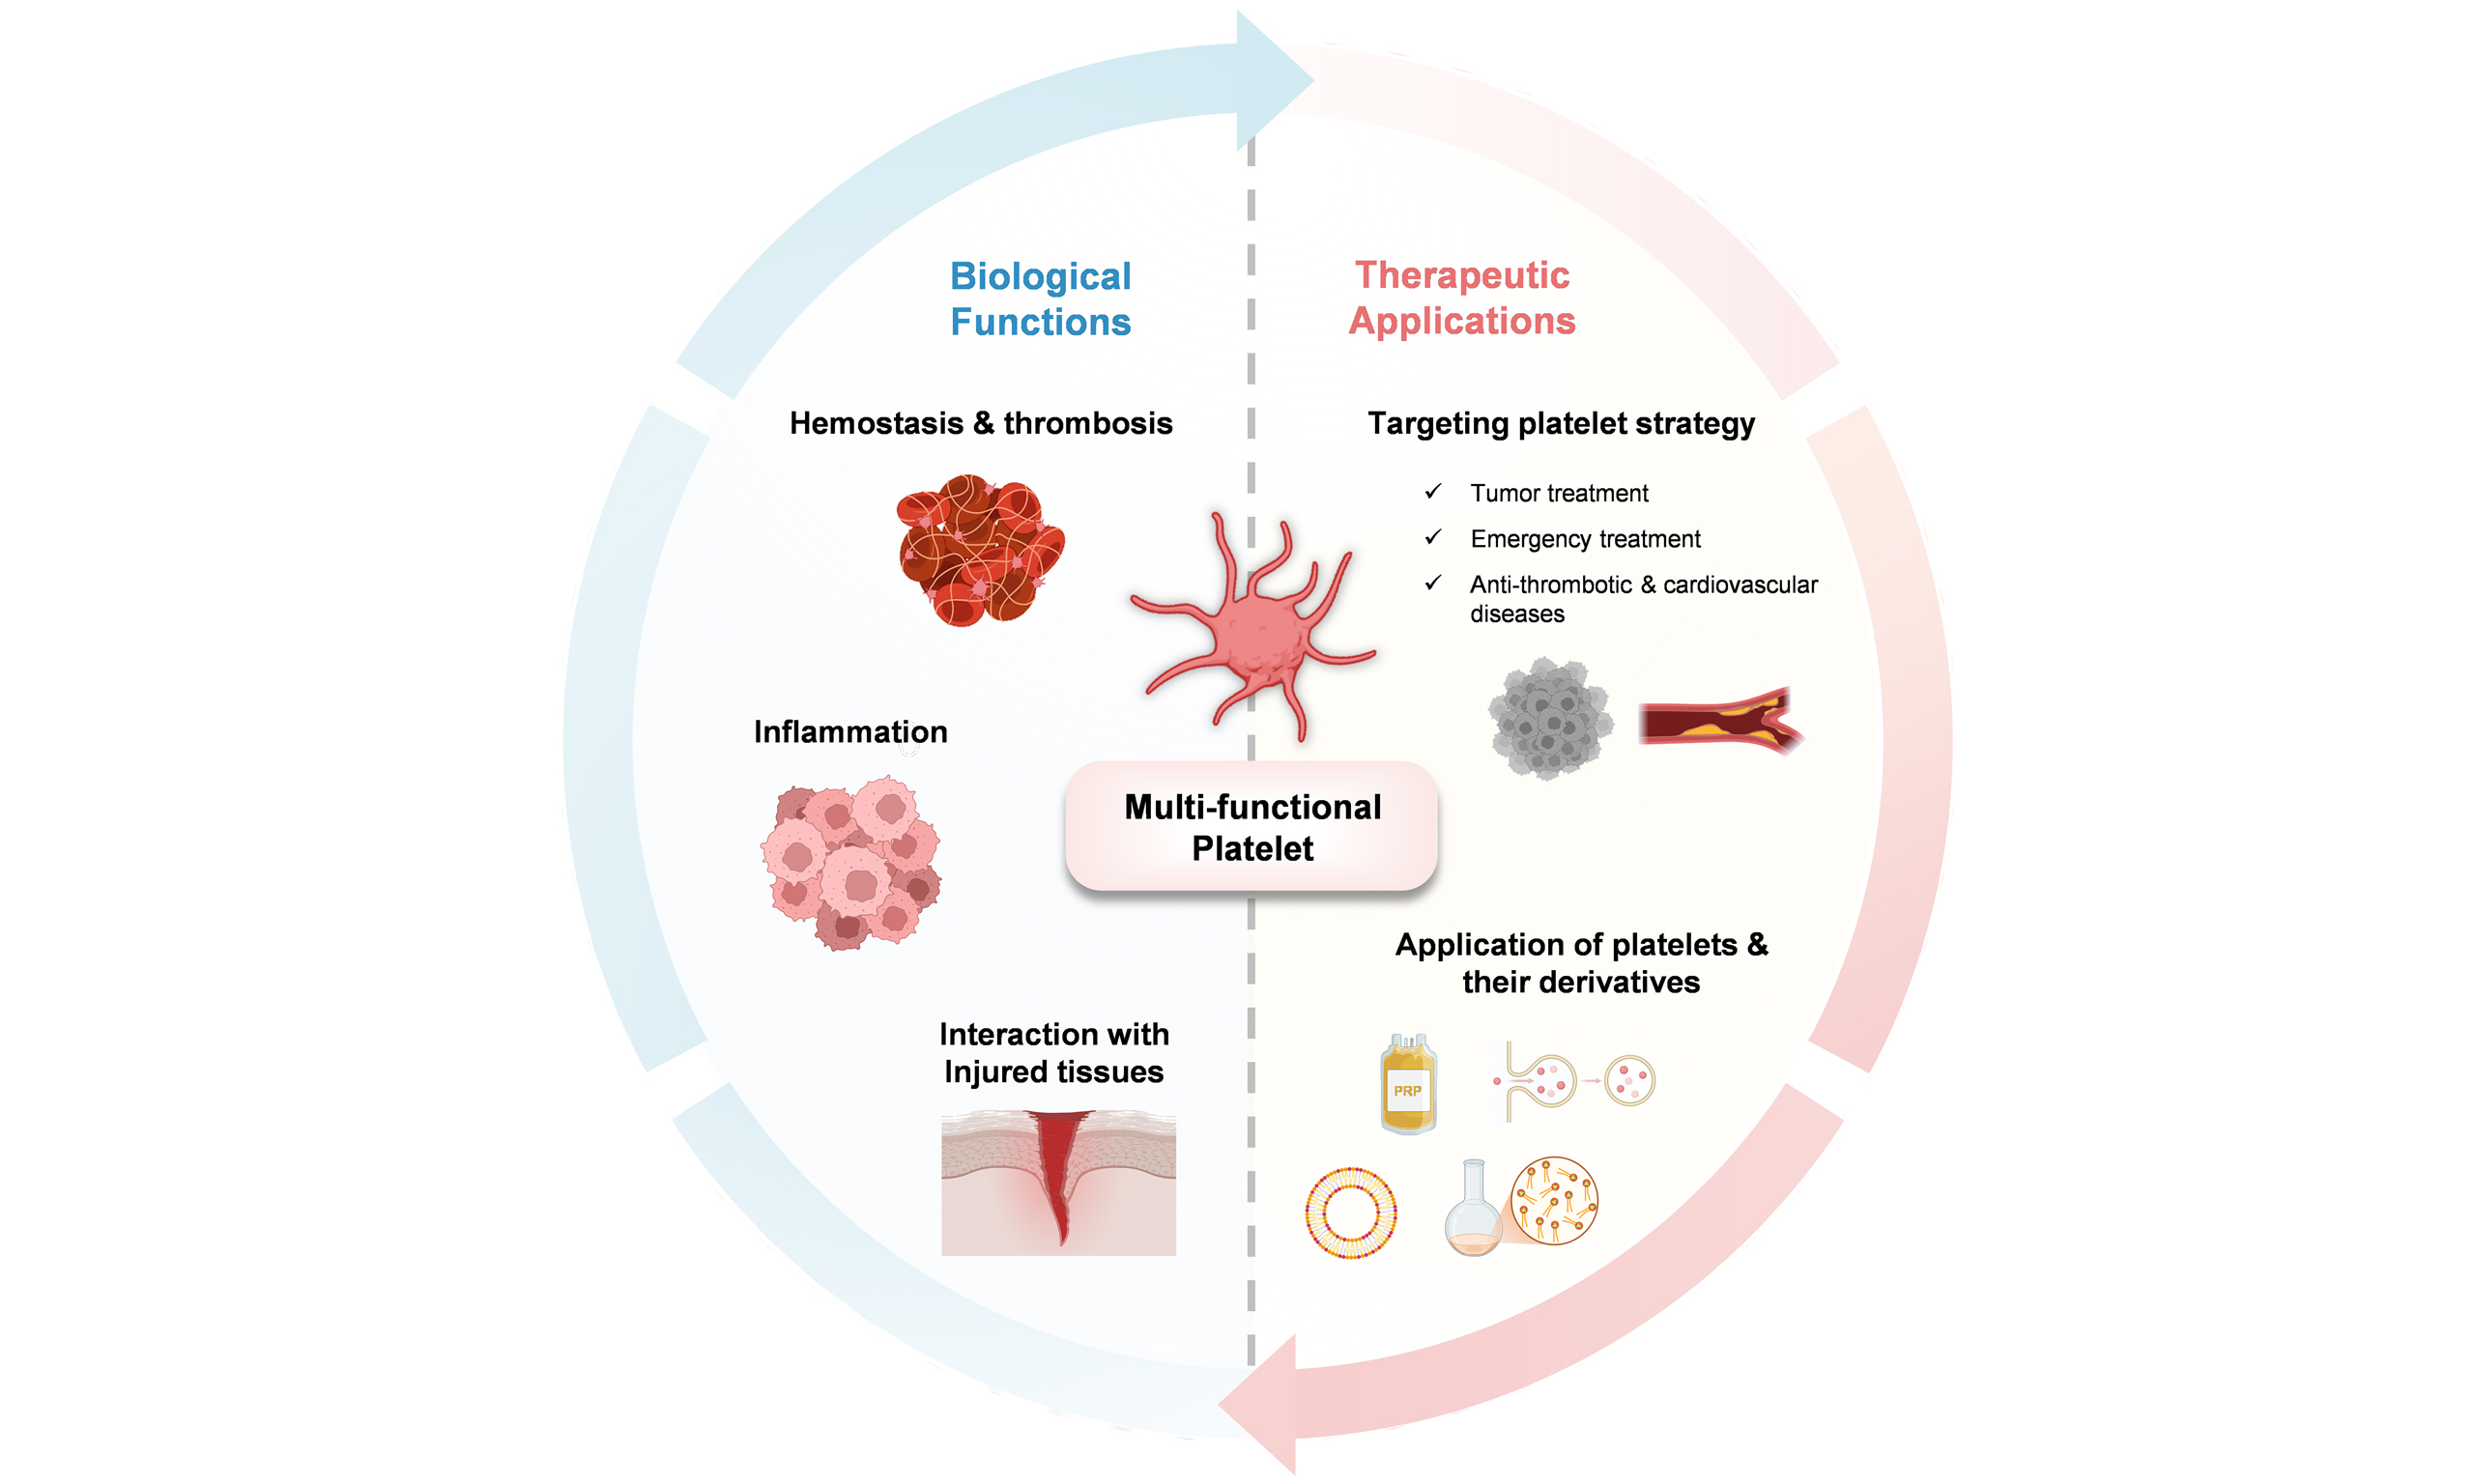 Biological
Functions
Therapeutic
Applications
Hemostasis & thrombosis
Targeting platelet strategy
✓ Tumor treatment
✓ Emergency treatment
✓ Anti-thrombotic & cardiovascular
diseases
Inflammation
Multi-functional
Platelet
Application of platelets &
their derivatives
Interaction with
Injured tissues
PRP